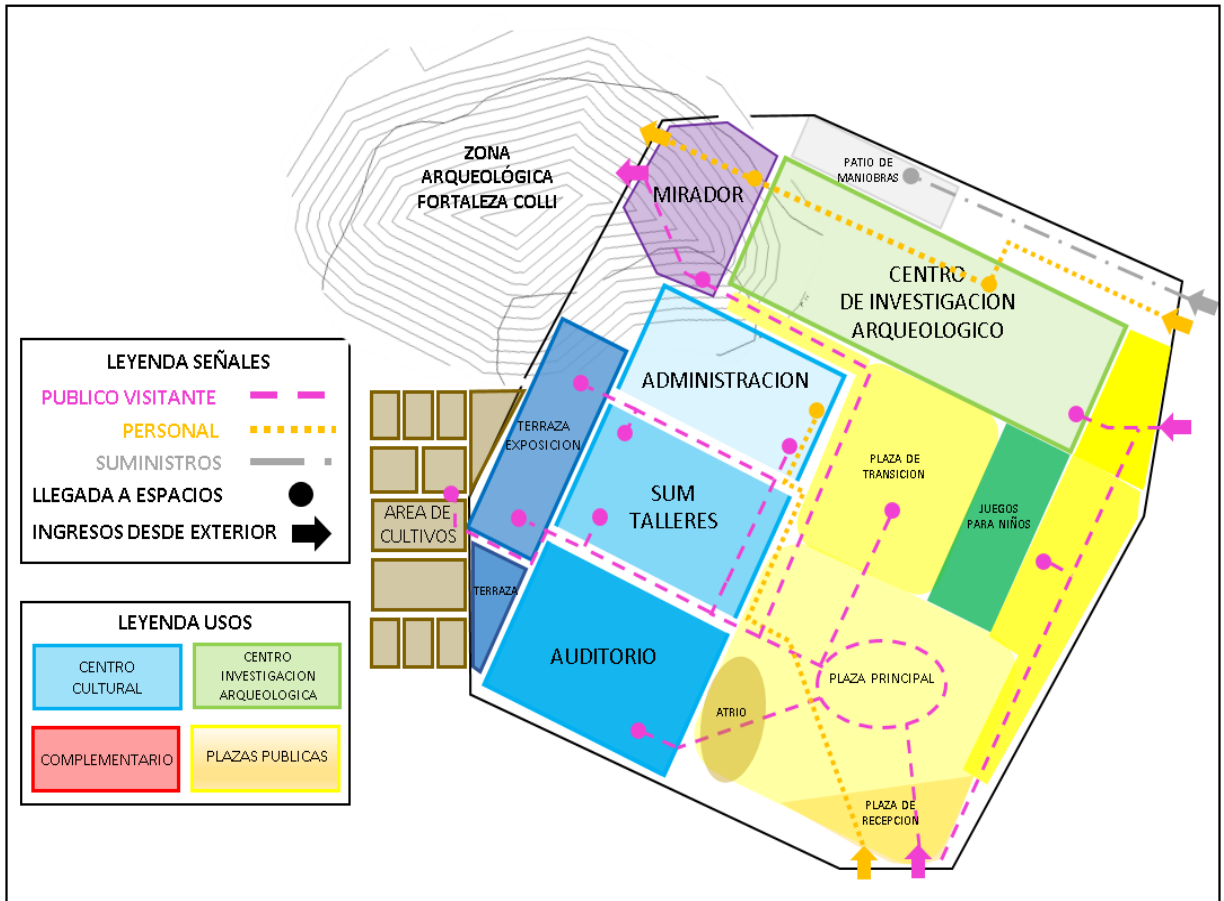 ZONA
ARQUEOLÓGICA
FORTALEZA COLLI
MIRADOR
PATIO DE
MANIOBRAS
CENTRO
DE INVESTIGACION
ARQUEOLOGICO
ADMINISTRACION
TERRAZA
EXPOSICION
PLAZA DE
TRANSICION
SUM
TALLERES
JUEGOS
PARA NIÑOS
AREA DE
CULTIVOS
TERRAZA
AUDITORIO
PLAZA PRINCIPAL
ATRIO
PLAZA DE
RECEPCION
LEYENDA SEÑALES
PUBLICO VISITANTE
PERSONAL
SUMINISTROS
LLEGADA A ESPACIOS
INGRESOS DESDE EXTERIOR
LEYENDA USOS
CENTRO
CULTURAL
CENTRO
INVESTIGACION
ARQUEOLOGICA
COMPLEMENTARIO
PLAZAS PUBLICAS